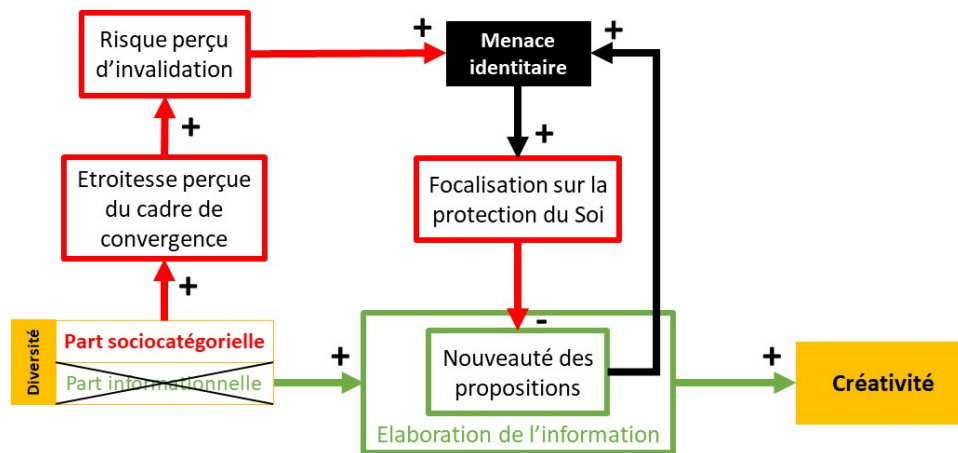 Risque perçu
d’invalidation
+
+
Menace
identitaire
+
+
Etroitesse perçue
du cadre de
convergence
+
Focalisation sur la
protection du Soi
+
-
Diversité
Part sociocatégorielle
Part informationnelle
+
Nouveauté des
propositions
Elaboration de l’information
+
Créativité